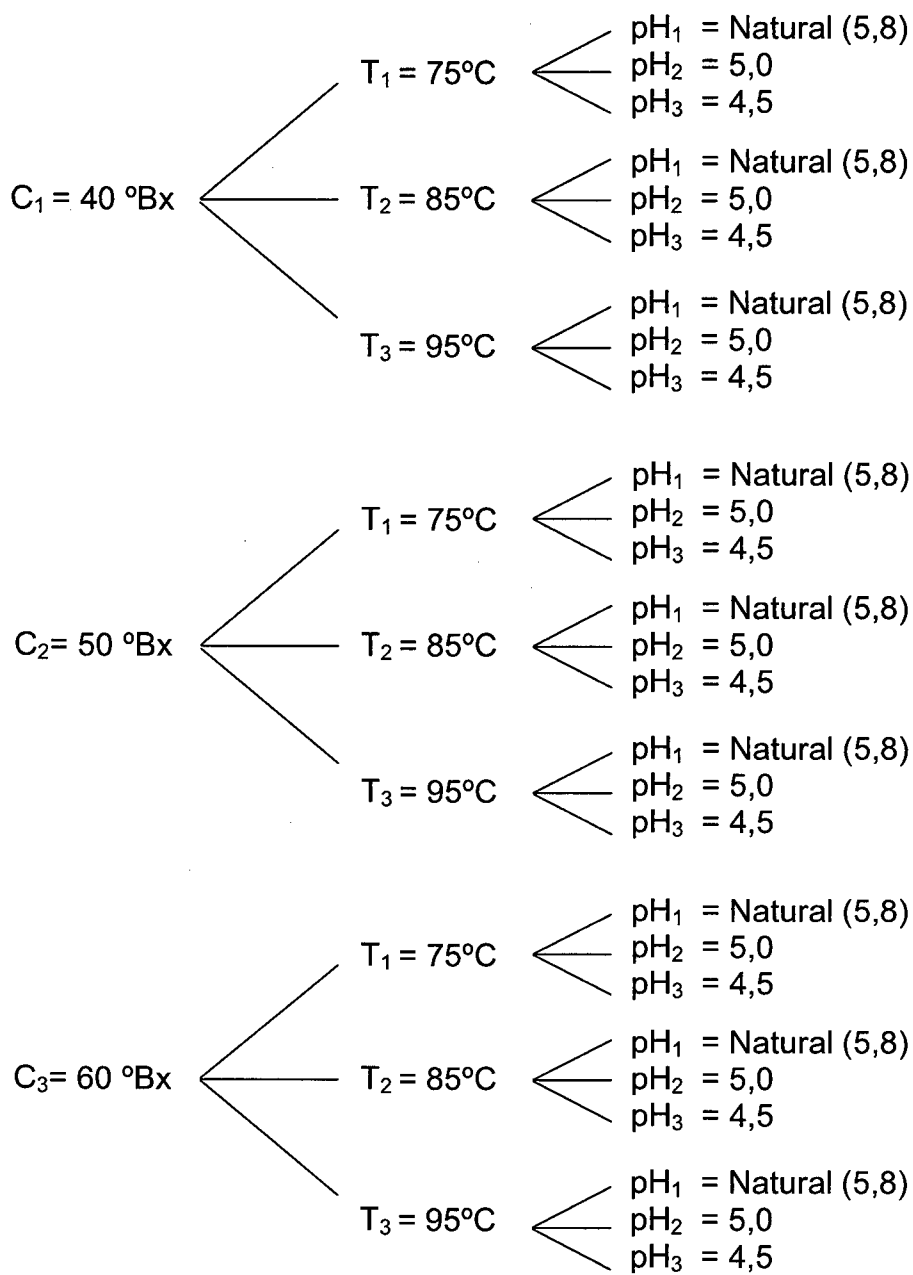 pH₁ = Natural (5,8)
T₁ = 75ºC
pH₂ = 5,0
pH₃ = 4,5
pH₁ = Natural (5,8)
C₁ = 40 ºBx
T₂ = 85ºC
pH₂ = 5,0
pH₃ = 4,5
pH₁ = Natural (5,8)
T₃ = 95ºC
pH₂ = 5,0
pH₃ = 4,5
pH₁ = Natural (5,8)
T₁ = 75ºC
pH₂ = 5,0
pH₃ = 4,5
pH₁ = Natural (5,8)
C₂= 50 ºBx
T₂ = 85ºC
pH₂ = 5,0
pH₃ = 4,5
pH₁ = Natural (5,8)
T₃ = 95ºC
pH₂ = 5,0
pH₃ = 4,5
pH₁ = Natural (5,8)
T₁ = 75ºC
pH₂ = 5,0
pH₃ = 4,5
pH₁ = Natural (5,8)
C₃= 60 ºBx
T₂ = 85ºC
pH₂ = 5,0
pH₃ = 4,5
pH₁ = Natural (5,8)
T₃ = 95ºC
pH₂ = 5,0
pH₃ = 4,5